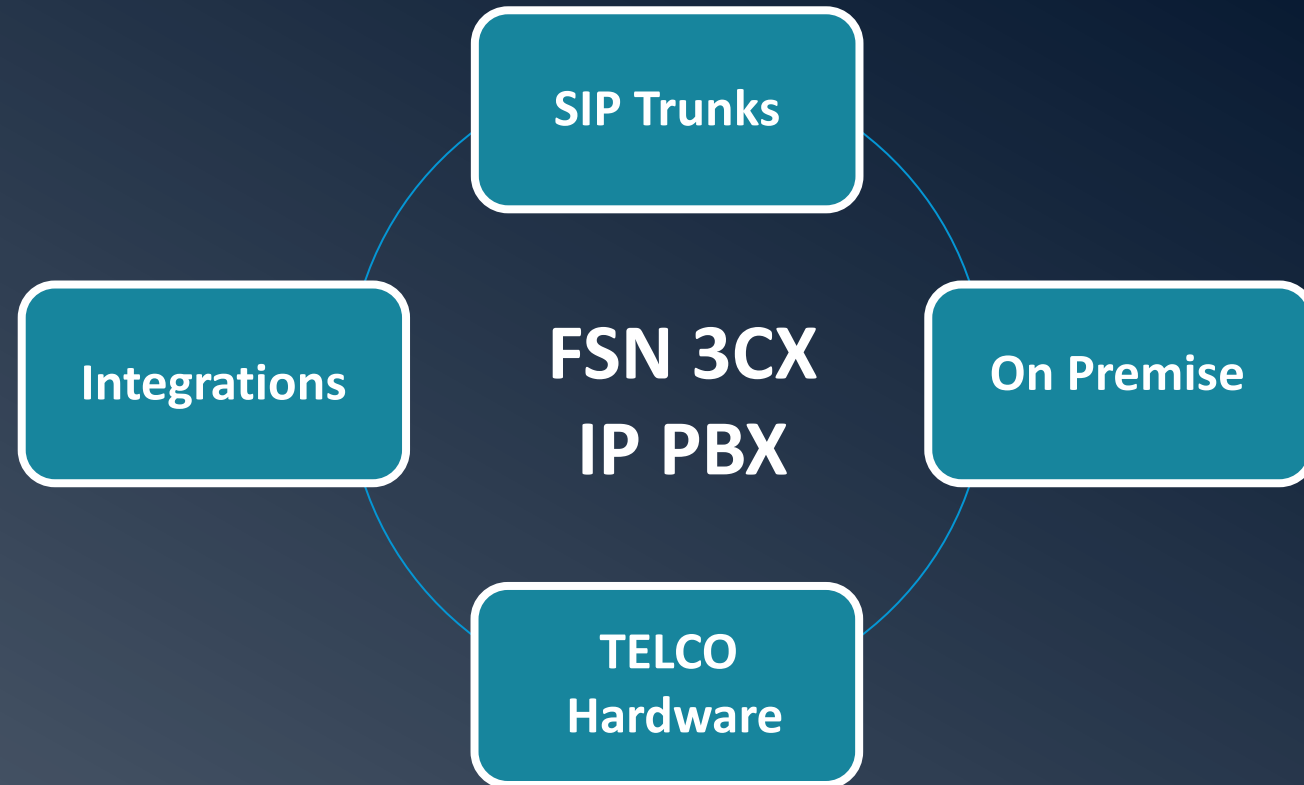 SIP Trunks
Integrations
FSN 3CX
IP PBX
On Premise
TELCO
Hardware